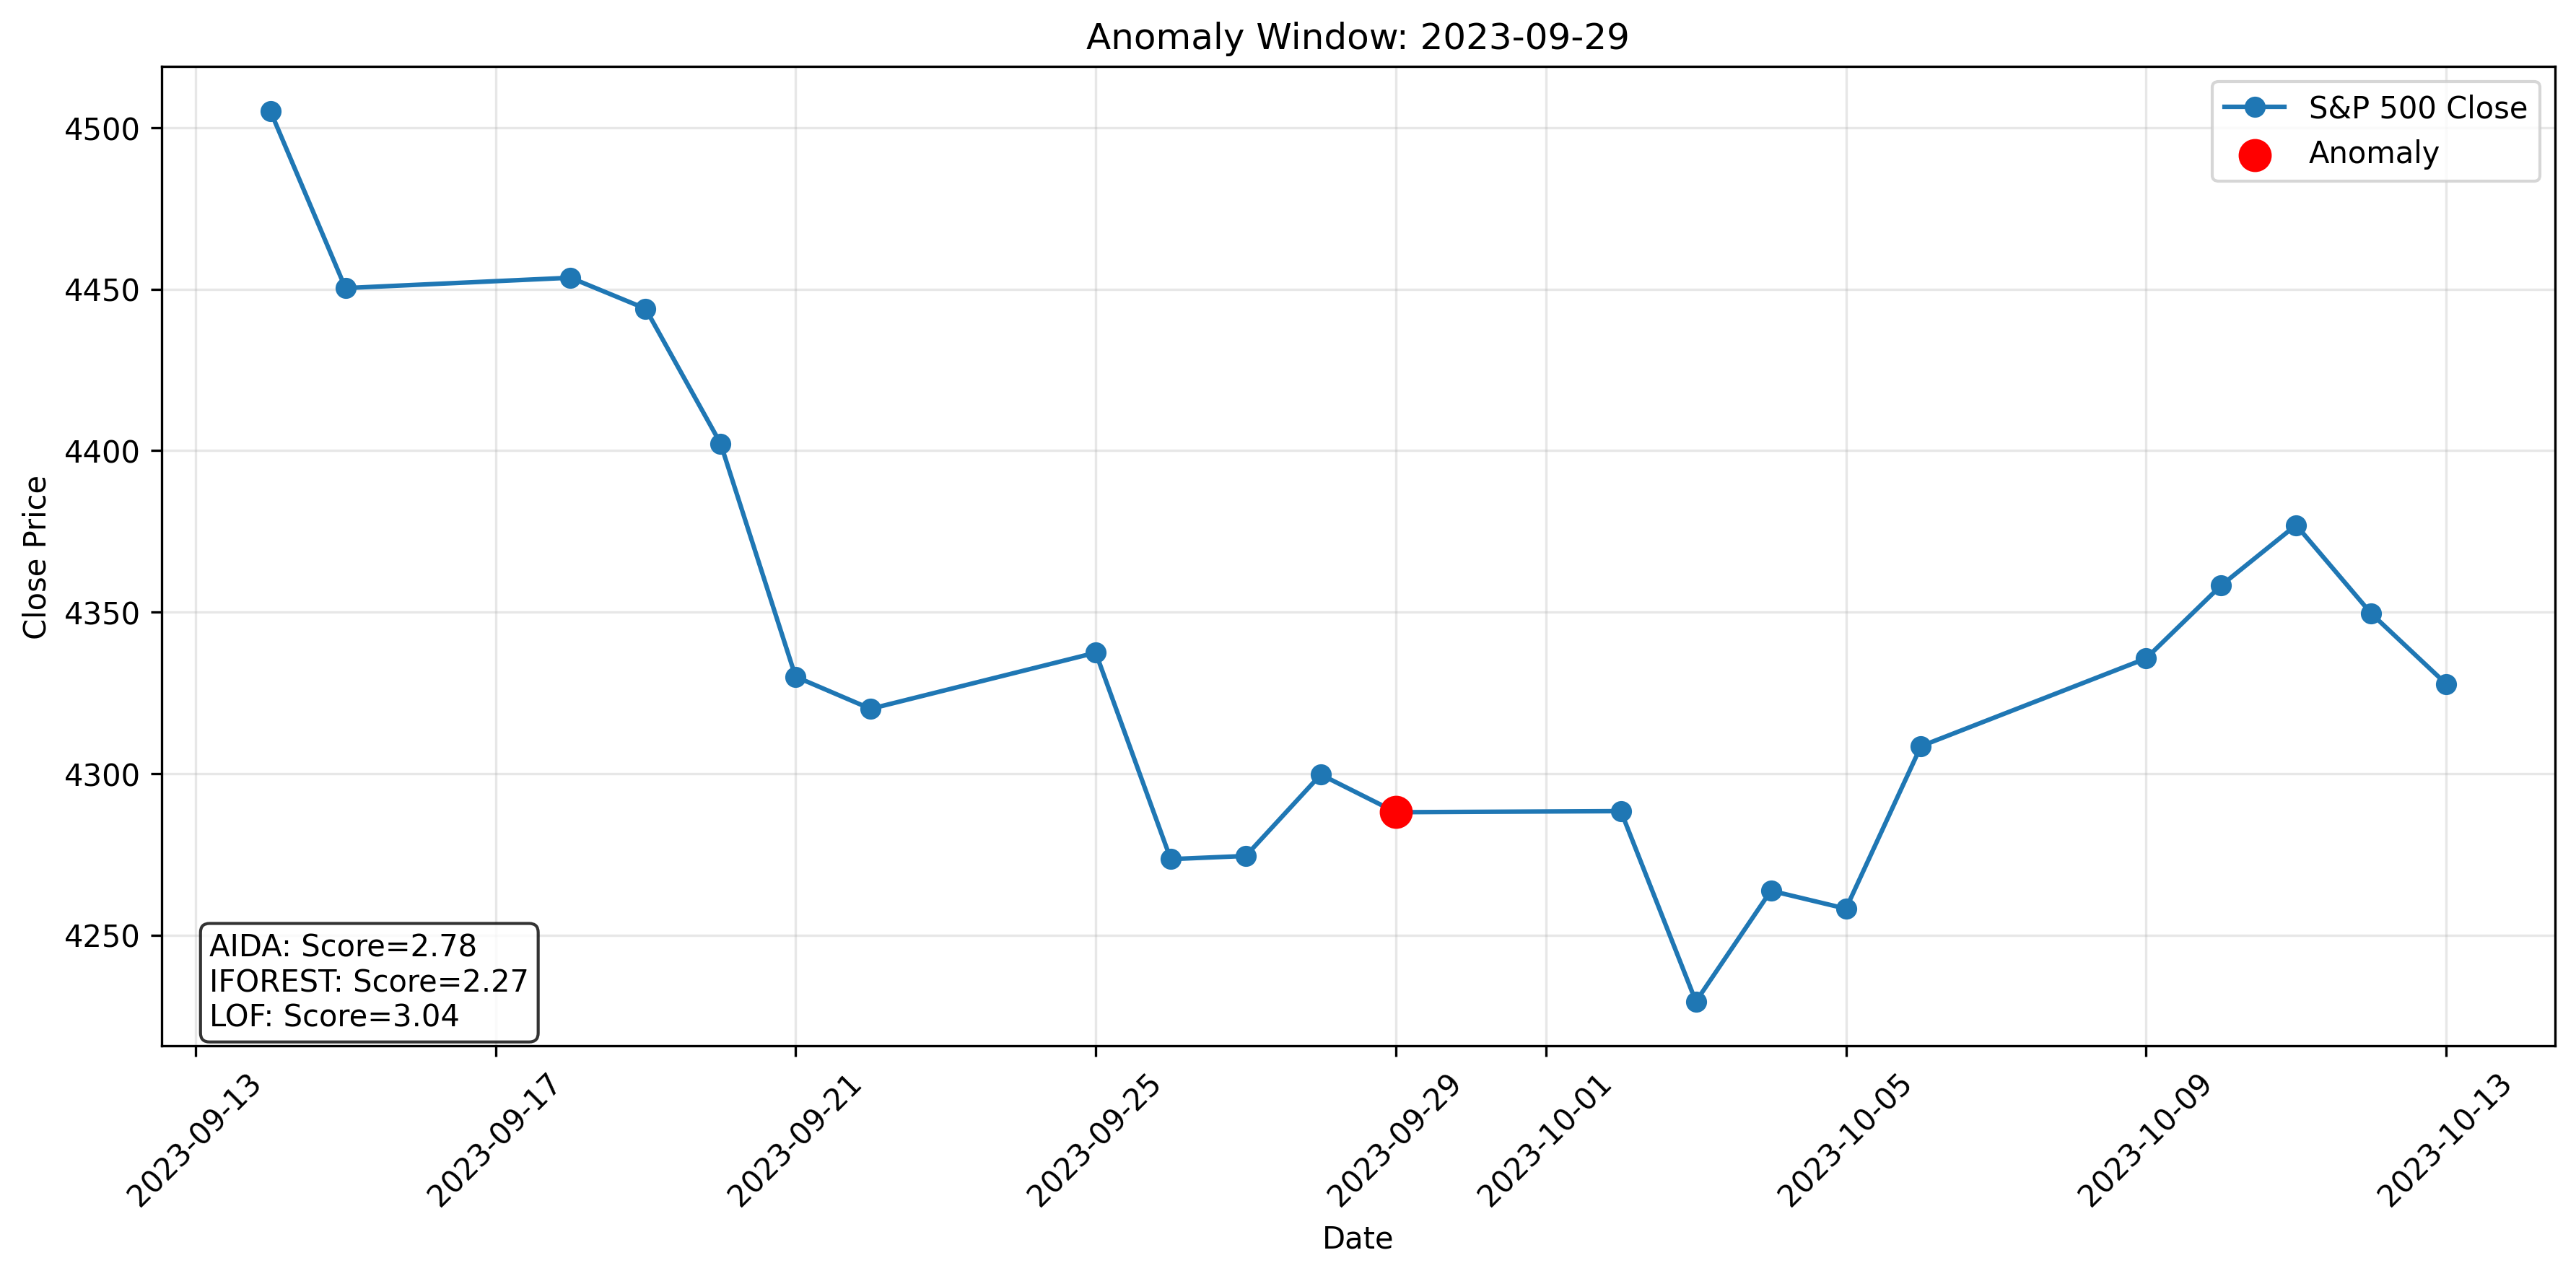 Anomaly Window: 2023-09-29
S&P 500 Close
Anomaly
Close Price
4500
4450
4400
4350
4300
4250
AIDA: Score=2.78
IFOREST: Score=2.27
LOF: Score=3.04
2023-09-13
2023-09-17
2023-09-21
2023-09-25
2023-09-29
2023-10-01
2023-10-05
2023-10-09
2023-10-13
Date